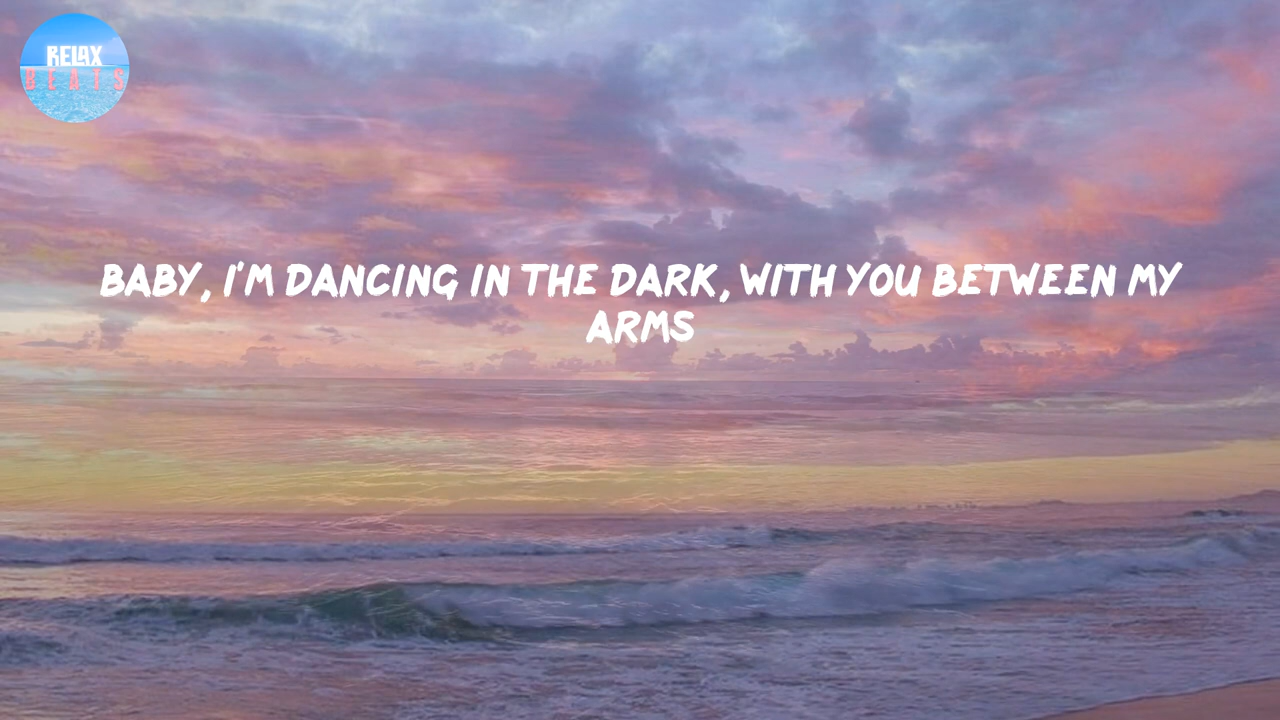 RELAX
BEATS
BABY, I'M DANCING IN THE DARK, WITH YOU BETWEEN MY
ARMS